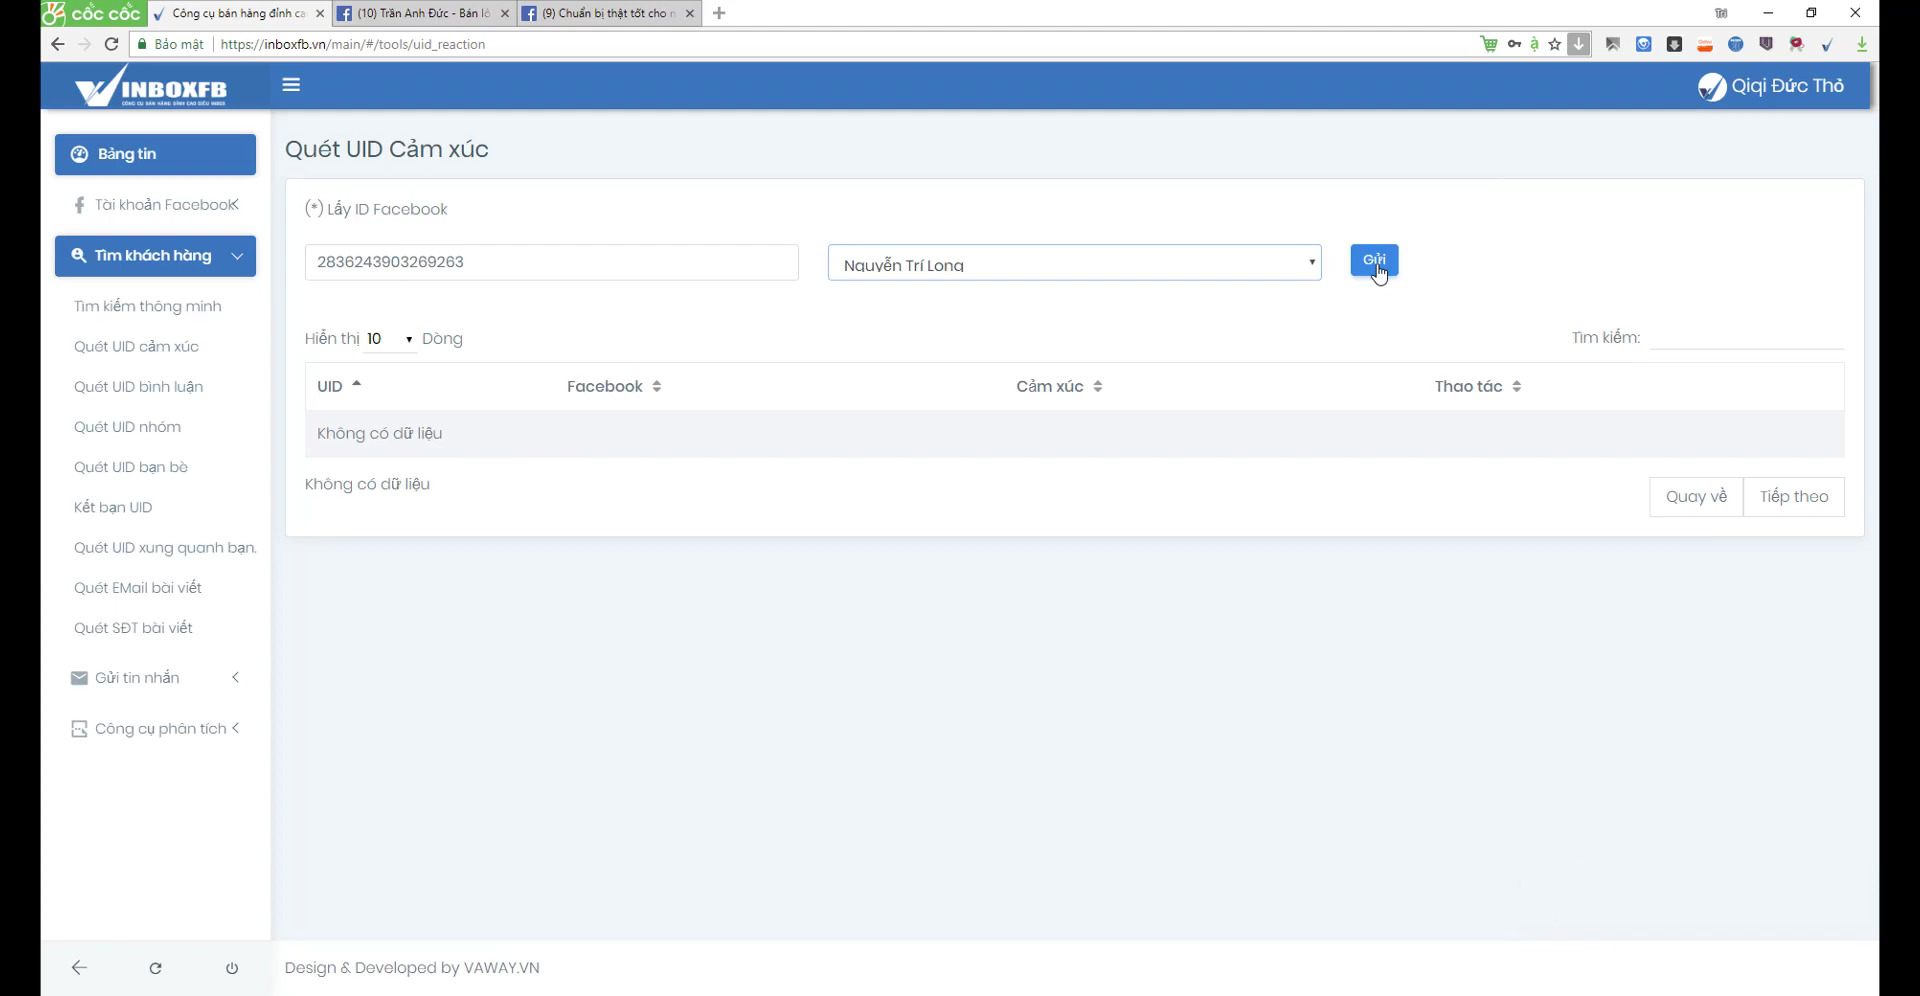 cốc cốc
Công cụ bán hàng đỉnh ca
(10) Trần Anh Đức - Bán lò
(9) Chuẩn bị thật tốt cho n
Trí
Bảo mật
https://inboxfb.vn/main/#/tools/uid_reaction
INBOXFB
CÔNG CỤ BÁN HÀNG ĐỈNH CAO SIÊU INBOX
Qiqi Đức Thỏ
Bảng tin
Tài khoản Facebook
Tìm khách hàng
Tìm kiếm thông minh
Quét UID cảm xúc
Quét UID bình luận
Quét UID nhóm
Quét UID bạn bè
Kết bạn UID
Quét UID xung quanh bạn.
Quét EMail bài viết
Quét SĐT bài viết
Gửi tin nhắn
Công cụ phân tích
Quét UID Cảm xúc
(*) Lấy ID Facebook
2836243903269263
Nguyễn Trí Long
Gửi
Hiển thị 10 Dòng
Tìm kiếm:
UID Facebook Cảm xúc Thao tác
Không có dữ liệu
Không có dữ liệu
Quay về Tiếp theo
Design & Developed by VAWAY.VN